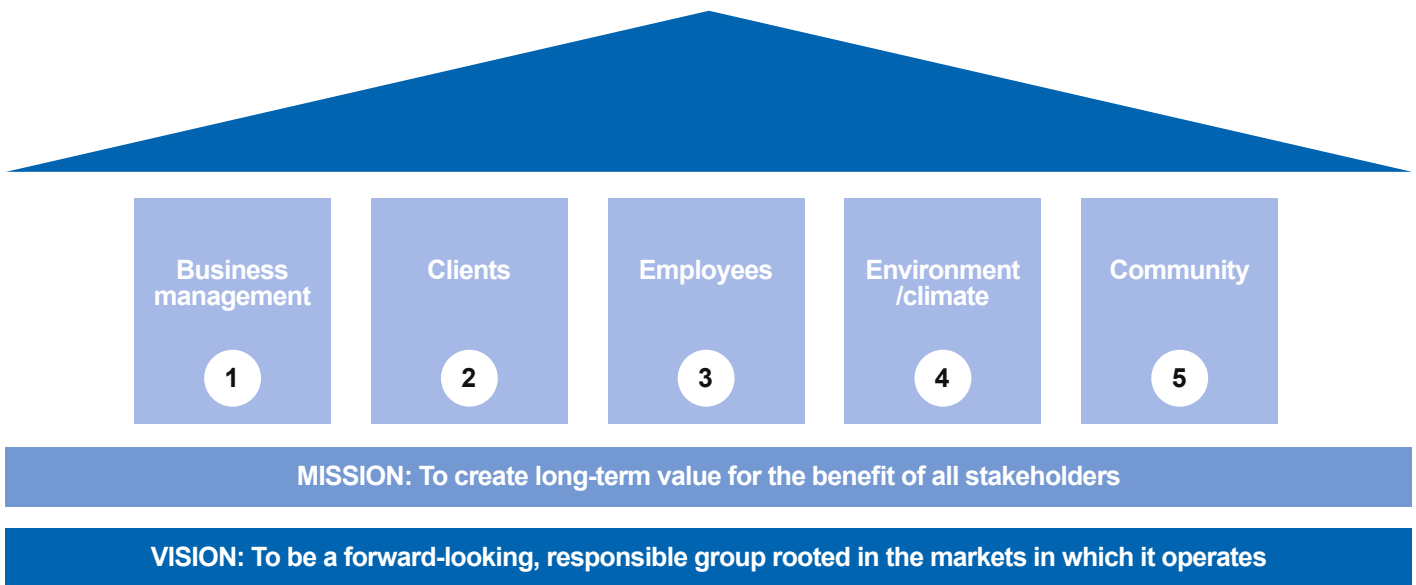 Business
management
1
Clients
2
Employees
3
Environment
/climate
4
Community
5
MISSION: To create long-term value for the benefit of all stakeholders
VISION: To be a forward-looking, responsible group rooted in the markets in which it operates